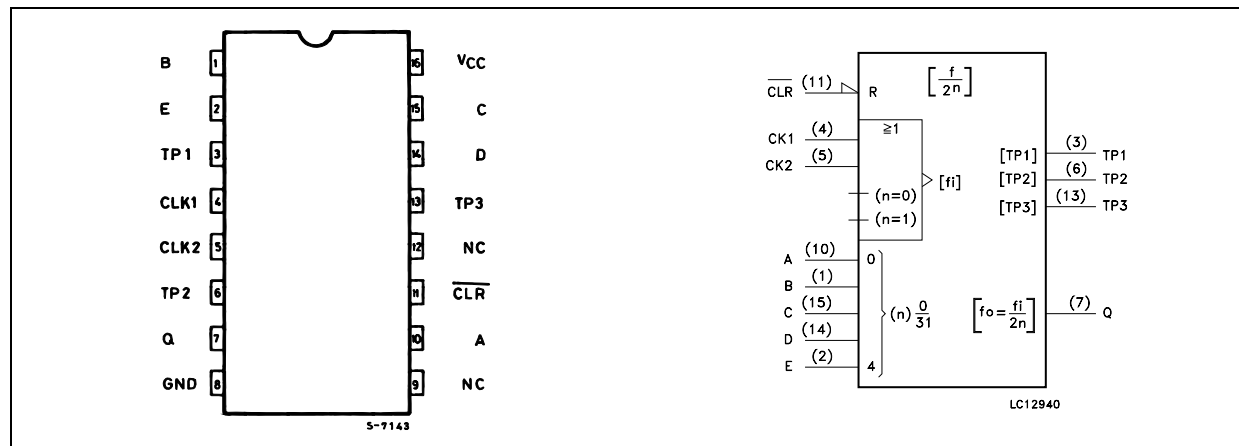 B 1 16 VCC
E 2 15 C
TP1 3 14 D
CLK1 4 13 TP3
CLK2 5 12 NC
TP2 6 11 CLR
Q 7 10 A
GND 8 9 NC
S-7143
[f/2n]
CLR (11) R
≧1
CK1 (4)
CK2 (5)
[fi]
(n=0)
(n=1)
[TP1] (3) TP1
[TP2] (6) TP2
[TP3] (13) TP3
A (10) 0
B (1)
C (15) (n) 0/31
D (14)
E (2) 4
[fo=fi/2n] (7) Q
LC12940